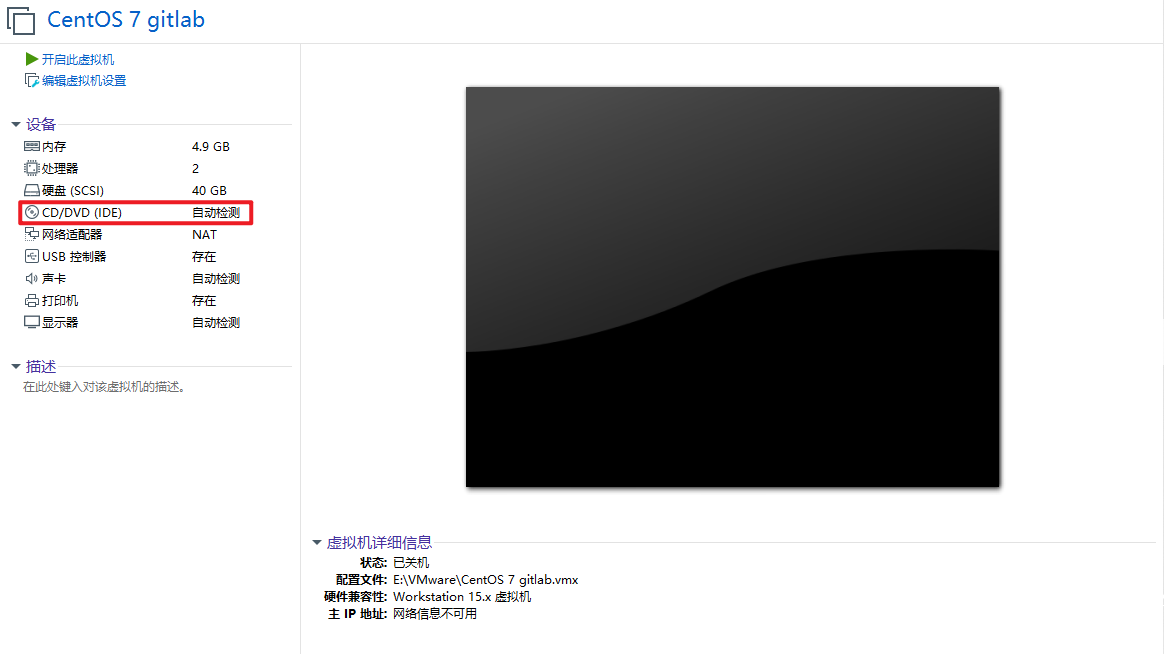 CentOS 7 gitlab
开启此虚拟机
编辑虚拟机设置
设备
内存 4.9 GB
处理器 2
硬盘 (SCSI) 40 GB
CD/DVD (IDE) 自动检测
网络适配器 NAT
USB 控制器 存在
声卡 自动检测
打印机 存在
显示器 自动检测
描述
在此处键入对该虚拟机的描述。
虚拟机详细信息
状态: 已关机
配置文件: E:\VMware\CentOS 7 gitlab.vmx
硬件兼容性: Workstation 15.x 虚拟机
主 IP 地址: 网络信息不可用